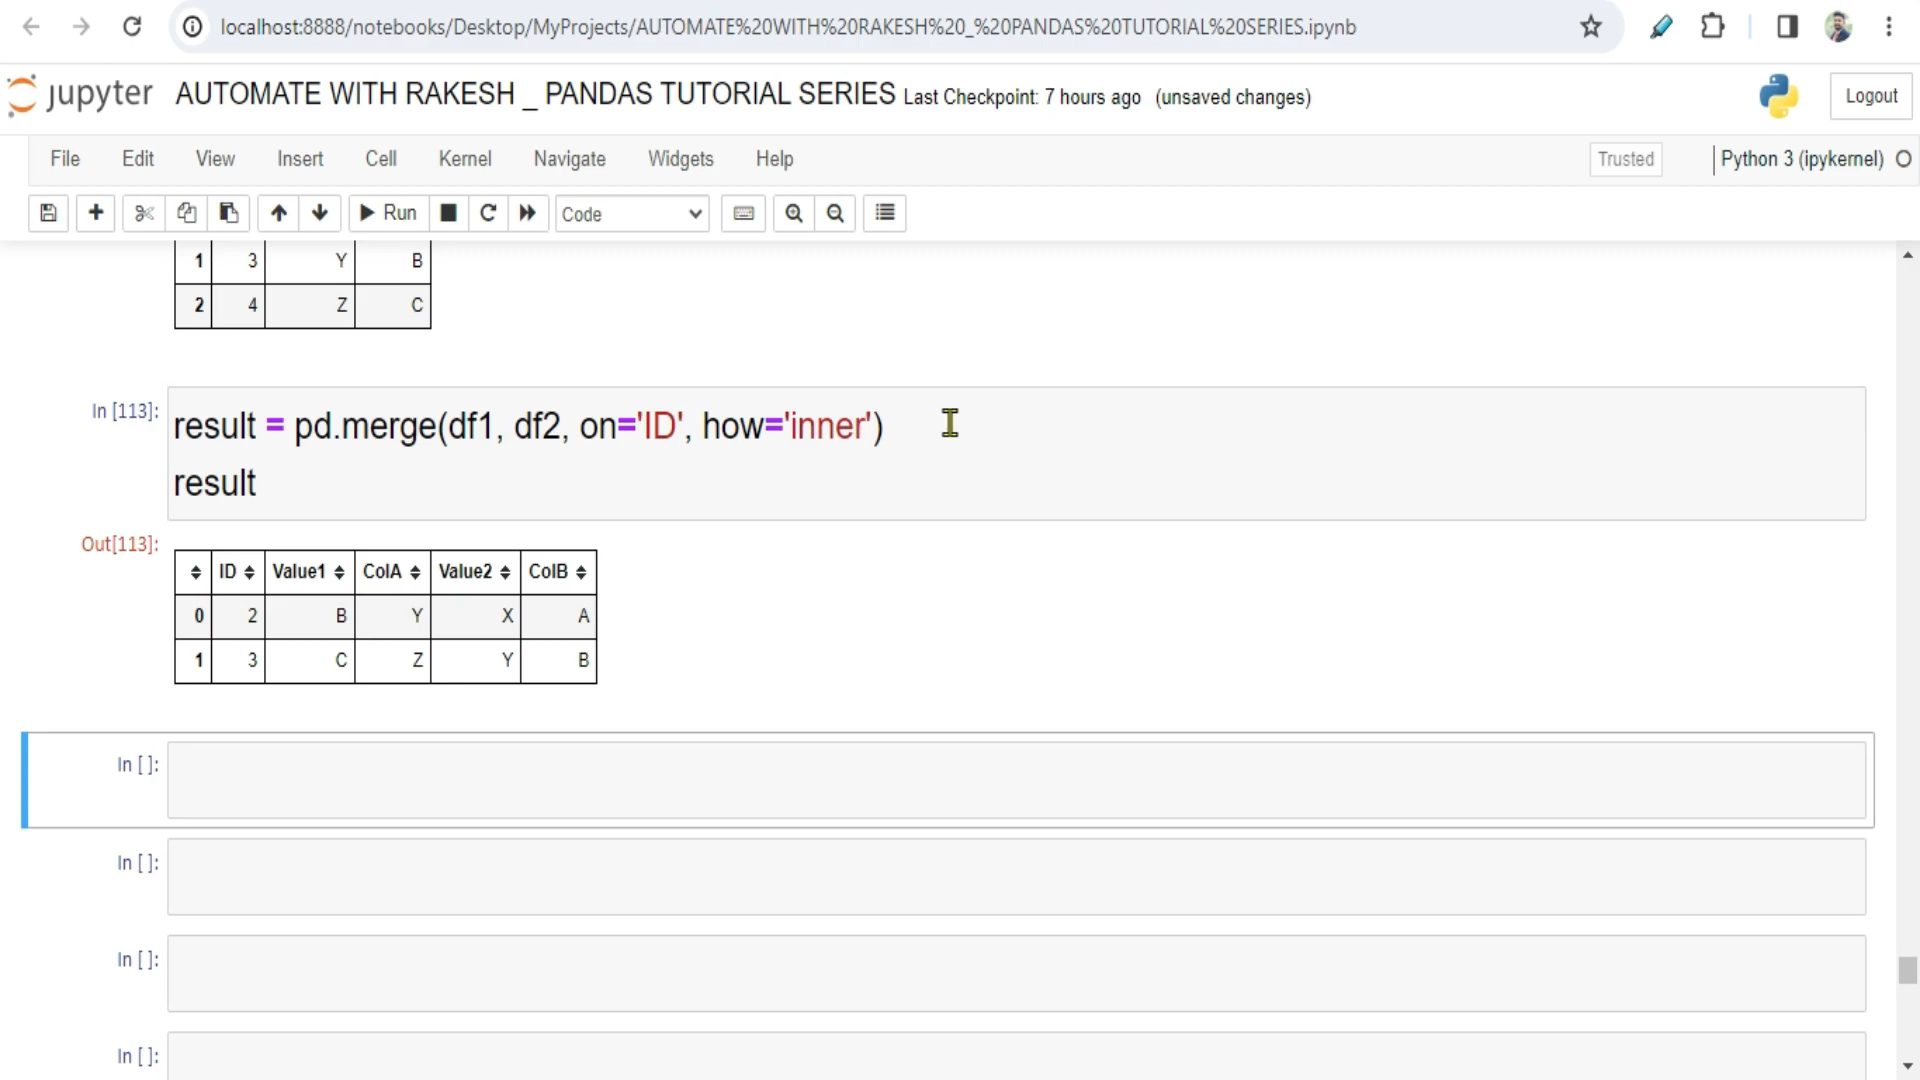 localhost:8888/notebooks/Desktop/MyProjects/AUTOMATE%20WITH%20RAKESH%20_%20PANDAS%20TUTORIAL%20SERIES.ipynb
jupyter AUTOMATE WITH RAKESH _ PANDAS TUTORIAL SERIES Last Checkpoint: 7 hours ago (unsaved changes) Logout
File Edit View Insert Cell Kernel Navigate Widgets Help Trusted Python 3 (ipykernel)
Run Code
1 3 Y B
2 4 Z C
In [113]: result = pd.merge(df1, df2, on='ID', how='inner')
result
Out[113]:
ID Value1 ColA Value2 ColB
0 2 B Y X A
1 3 C Z Y B
In [ ]:
In [ ]:
In [ ]:
In [ ]: